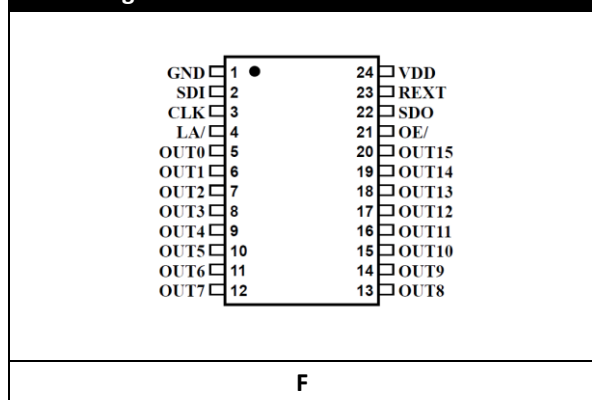 GND 1 24 VDD
SDI 2 23 REXT
CLK 3 22 SDO
LA/ 4 21 OE/
OUT0 5 20 OUT15
OUT1 6 19 OUT14
OUT2 7 18 OUT13
OUT3 8 17 OUT12
OUT4 9 16 OUT11
OUT5 10 15 OUT10
OUT6 11 14 OUT9
OUT7 12 13 OUT8
F